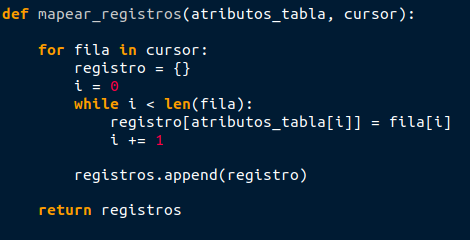 def mapear_registros(atributos_tabla, cursor):
    for fila in cursor:
        registro = {}
        i = 0
        while i < len(fila):
            registro[atributos_tabla[i]] = fila[i]
            i += 1
        registros.append(registro)
    return registros